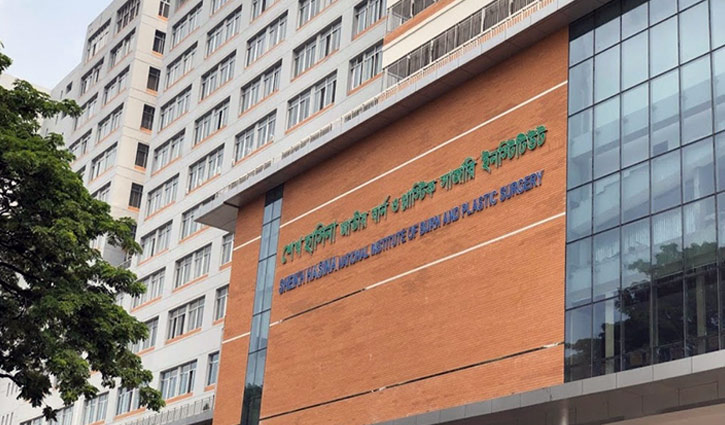 শেখ হাসিনা জাতীয় বার্ন ও প্লাস্টিক সার্জারি ইনস্টিটিউট
SHEIKH HASINA NATIONAL INSTITUTE OF BURN AND PLASTIC SURGERY